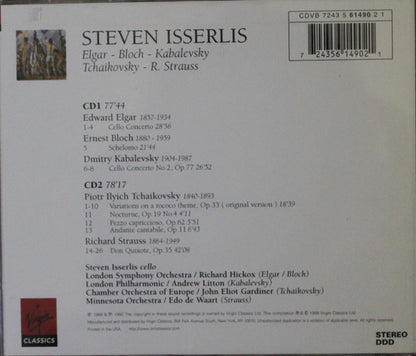 STEVEN ISSERLIS
Elgar - Bloch - Kabalevsky
Tchaikovsky - R. Strauss
CDVB 7243 5 61490 2 1
7 24356 14902 1
CD1 77'44
Edward Elgar 1857-1934
1-4 Cello Concerto 28'56
Ernest Bloch 1880 - 1959
5 Schelomo 21'44
Dmitry Kabalevsky 1904-1987
6-8 Cello Concerto No.2, Op.77 26'52
CD2 78'17
Piotr Ilyich Tchaikovsky 1840-1893
1-10 Variations on a rococo theme, Op.33 ( original version ) 18'39
11 Nocturne, Op.19 No 4 4'11
12 Pezzo capriccioso, Op.62 5'51
13 Andante cantabile, Op.11 6'43
Richard Strauss 1864-1949
14-26 Don Quixote, Op.35 42'08
Steven Isserlis cello
London Symphony Orchestra / Richard Hickox (Elgar / Bloch)
London Philharmonic / Andrew Litton (Kabalevsky)
Chamber Orchestra of Europe / John Eliot Gardiner (Tchaikovsky)
Minnesota Orchestra / Edo de Waart (Strauss)
Virgin
CLASSICS
Printed in the USA.
STEREO
DDD